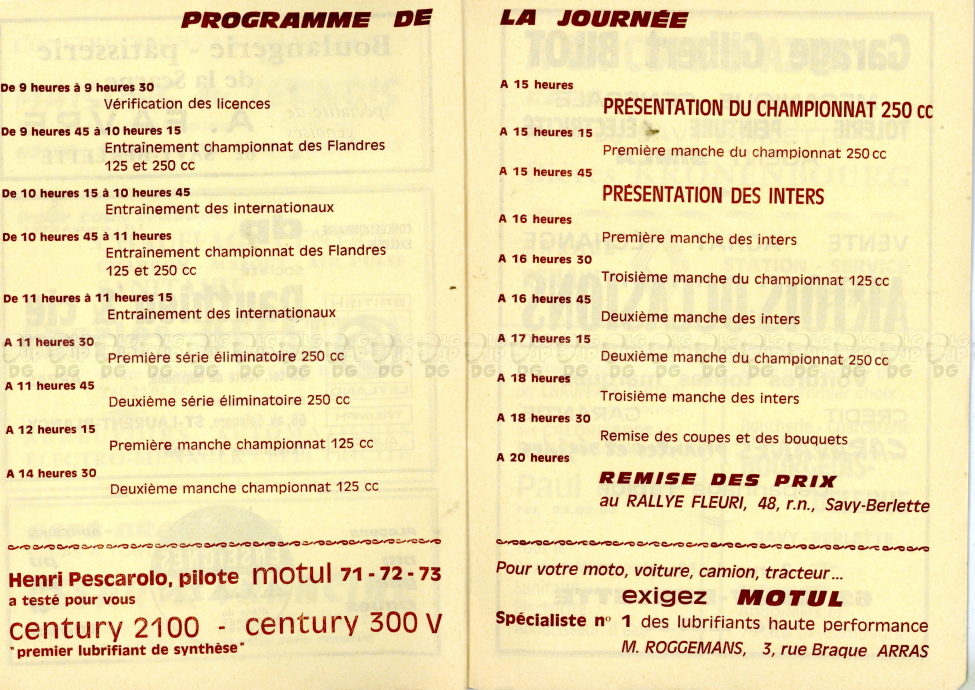 PROGRAMME DE LA JOURNÉE
De 9 heures à 9 heures 30
Vérification des licences
De 9 heures 45 à 10 heures 15
Entraînement championnat des Flandres
125 et 250 cc
De 10 heures 15 à 10 heures 45
Entraînement des internationaux
De 10 heures 45 à 11 heures
Entraînement championnat des Flandres
125 et 250 cc
De 11 heures à 11 heures 15
Entraînement des internationaux
A 11 heures 30
Première série éliminatoire 250 cc
A 11 heures 45
Deuxième série éliminatoire 250 cc
A 12 heures 15
Première manche championnat 125 cc
A 14 heures 30
Deuxième manche championnat 125 cc
Henri Pescarolo, pilote motul 71 - 72 - 73
a testé pour vous
century 2100 - century 300 V
"premier lubrifiant de synthèse"
A 15 heures
PRÉSENTATION DU CHAMPIONNAT 250 cc
A 15 heures 15
Première manche du championnat 250 cc
A 15 heures 45
PRÉSENTATION DES INTERS
A 16 heures
Première manche des inters
A 16 heures 30
Troisième manche du championnat 125 cc
A 16 heures 45
Deuxième manche des inters
A 17 heures 15
Deuxième manche du championnat 250 cc
A 18 heures
Troisième manche des inters
A 18 heures 30
Remise des coupes et des bouquets
A 20 heures
REMISE DES PRIX
au RALLYE FLEURI, 48, r.n., Savy-Berlette
Pour votre moto, voiture, camion, tracteur...
exigez MOTUL
Spécialiste n° 1 des lubrifiants haute performance
M. ROGGEMANS, 3, rue Braque ARRAS